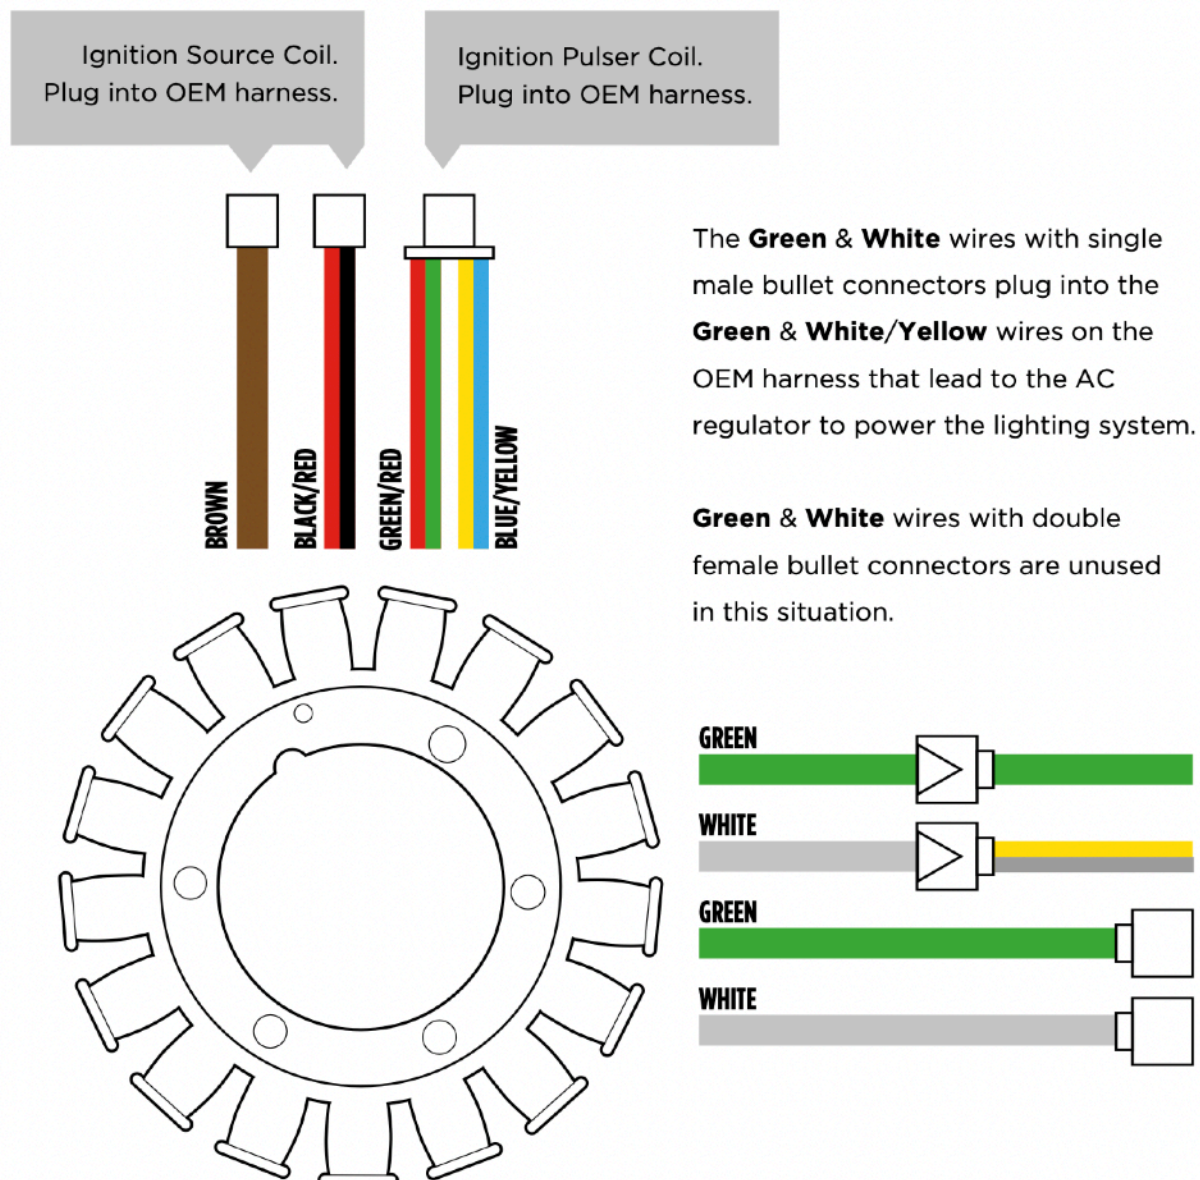 Ignition Source Coil.
Plug into OEM harness.
Ignition Pulser Coil.
Plug into OEM harness.
BROWN
BLACK/RED
GREEN/RED
BLUE/YELLOW
The Green & White wires with single
male bullet connectors plug into the
Green & White/Yellow wires on the
OEM harness that lead to the AC
regulator to power the lighting system.
Green & White wires with double
female bullet connectors are unused
in this situation.
GREEN
WHITE
GREEN
WHITE